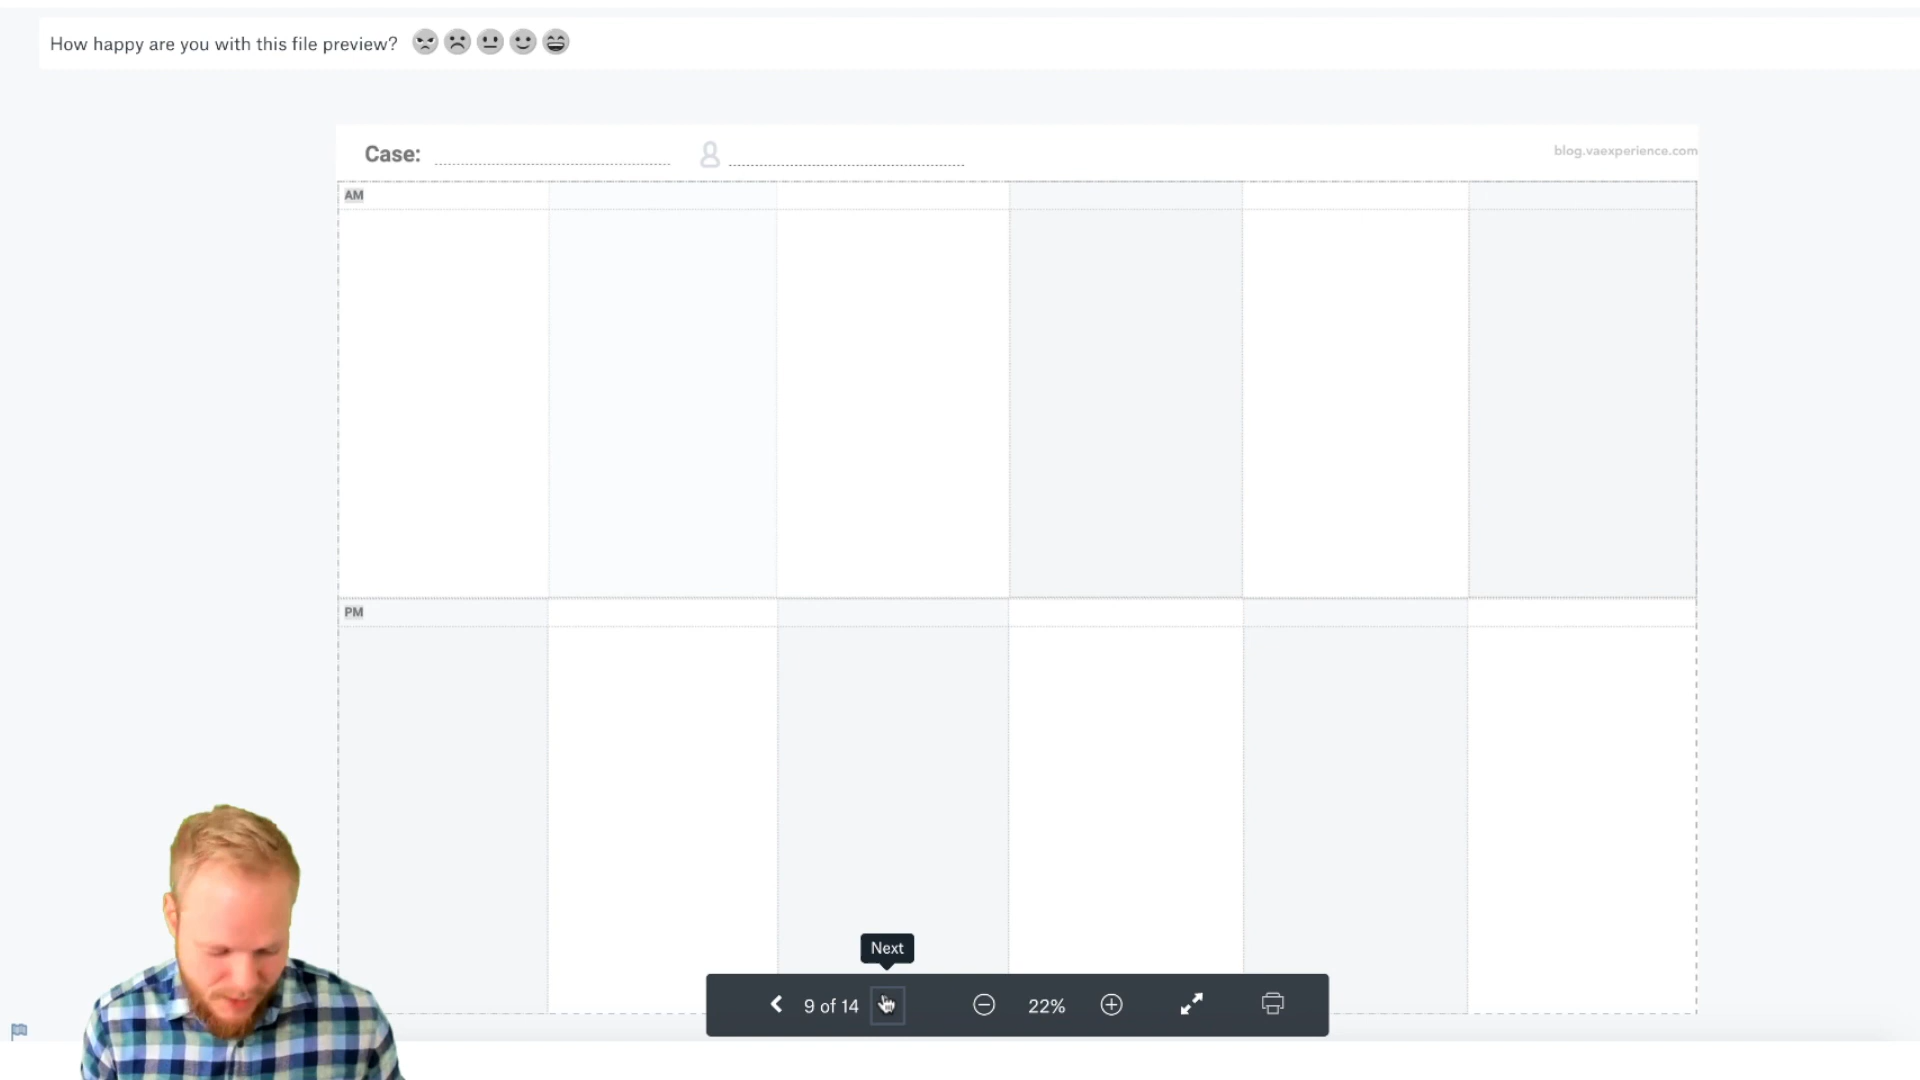 How happy are you with this file preview?
Case:
blog.vaexperience.com
AM
PM
Next
9 of 14
22%